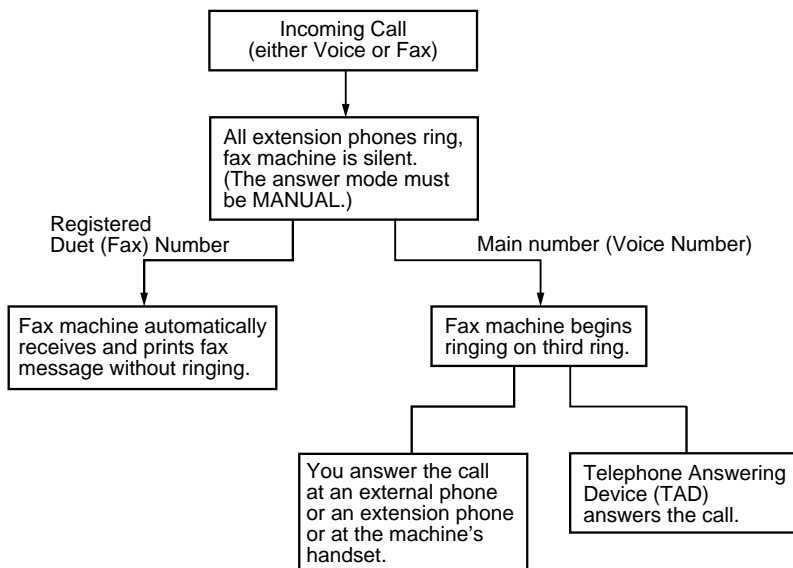 Incoming Call
(either Voice or Fax)
All extension phones ring,
fax machine is silent.
(The answer mode must
be MANUAL.)
Registered
Duet (Fax) Number
Main number (Voice Number)
Fax machine automatically
receives and prints fax
message without ringing.
Fax machine begins
ringing on third ring.
You answer the call
at an external phone
or an extension phone
or at the machine's
handset.
Telephone Answering
Device (TAD)
answers the call.